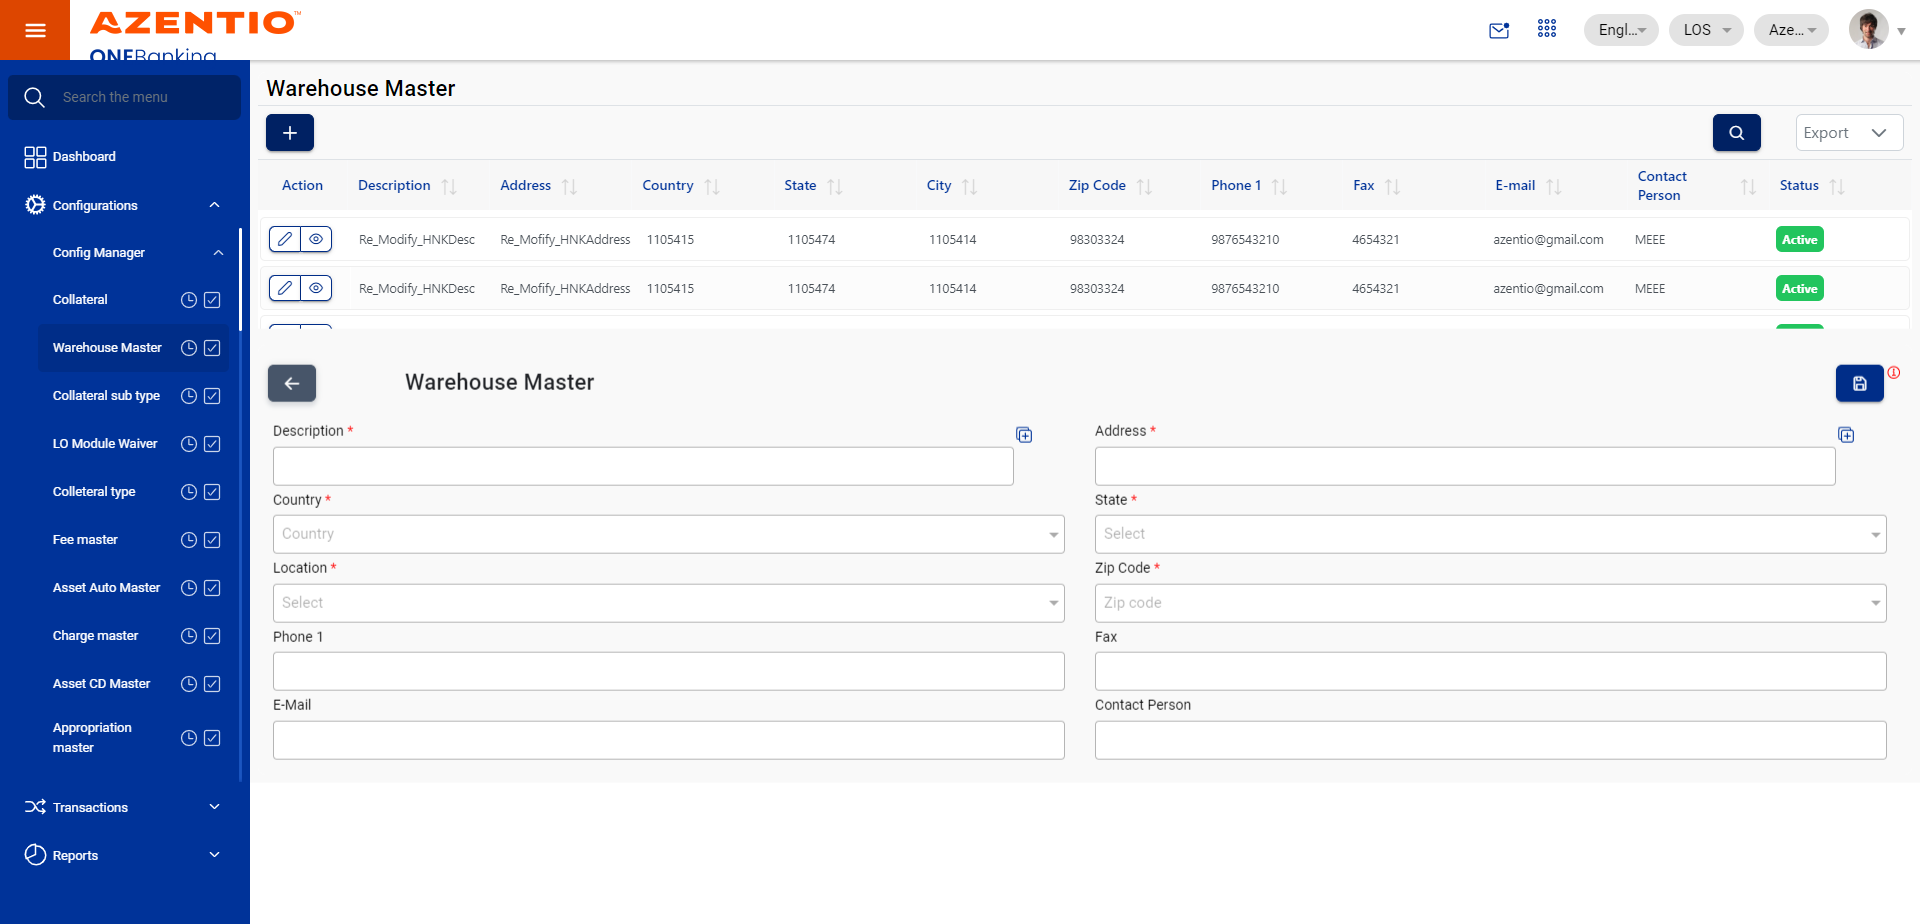 AZENTIO™
ONEBanking
Engl...
LOS
Aze...
Search the menu
Dashboard
Configurations
Config Manager
Collateral
Warehouse Master
Collateral sub type
LO Module Waiver
Colleteral type
Fee master
Asset Auto Master
Charge master
Asset CD Master
Appropriation
master
Transactions
Reports
Warehouse Master
Export
Action Description Address Country State City Zip Code Phone 1 Fax E-mail Contact Person Status
Re_Modify_HNKDesc Re_Mofify_HNKAddress 1105415 1105474 1105414 98303324 9876543210 4654321 azentio@gmail.com MEEE Active
Re_Modify_HNKDesc Re_Mofify_HNKAddress 1105415 1105474 1105414 98303324 9876543210 4654321 azentio@gmail.com MEEE Active
Warehouse Master
Description * Address *
Country * State *
Country Select
Location * Zip Code *
Select Zip code
Phone 1 Fax
E-Mail Contact Person